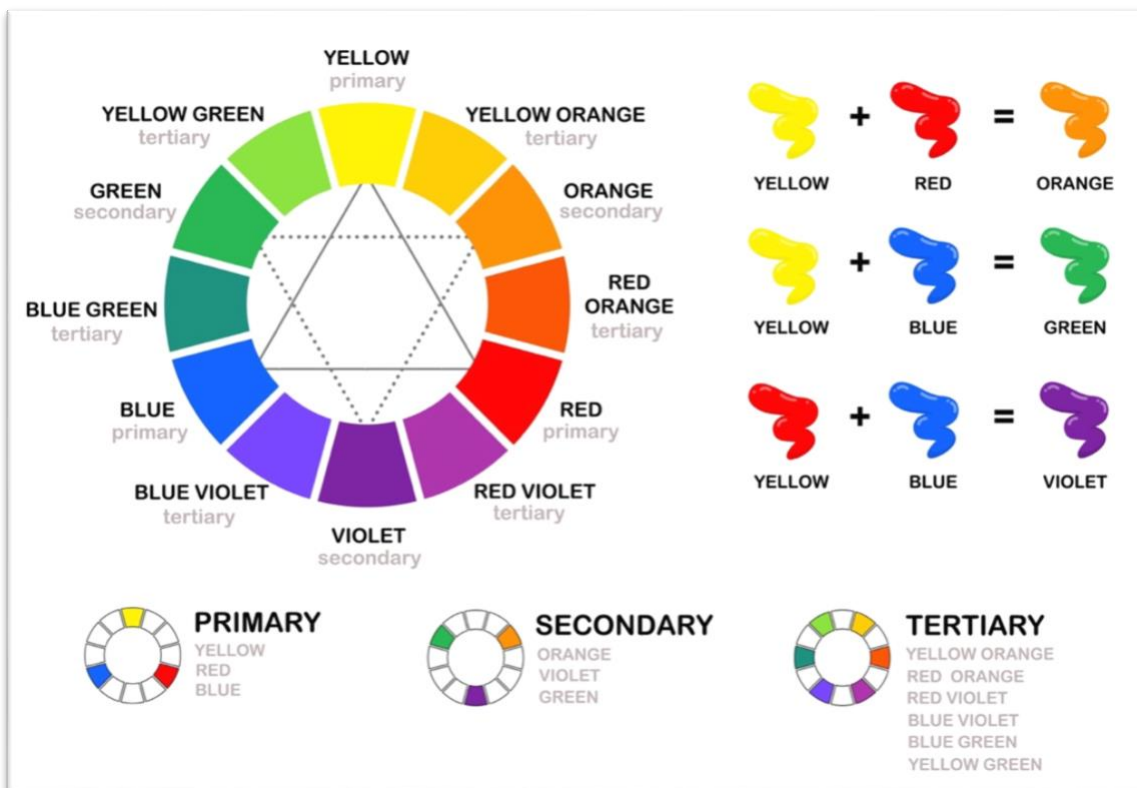 YELLOW
primary
YELLOW ORANGE
tertiary
ORANGE
secondary
RED
ORANGE
tertiary
RED
primary
RED VIOLET
tertiary
VIOLET
secondary
BLUE VIOLET
tertiary
BLUE
primary
BLUE GREEN
tertiary
GREEN
secondary
YELLOW GREEN
tertiary
+ =
YELLOW RED ORANGE
+ =
YELLOW BLUE GREEN
+ =
YELLOW BLUE VIOLET
PRIMARY
YELLOW
RED
BLUE
SECONDARY
ORANGE
VIOLET
GREEN
TERTIARY
YELLOW ORANGE
RED ORANGE
RED VIOLET
BLUE VIOLET
BLUE GREEN
YELLOW GREEN